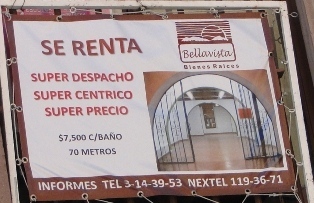 SE RENTA
Bellavista
Bienes Raices
SUPER DESPACHO
SUPER CENTRICO
SUPER PRECIO
$7,500 C/BAÑO
70 METROS
INFORMES TEL 3-14-39-53 NEXTEL 119-36-71